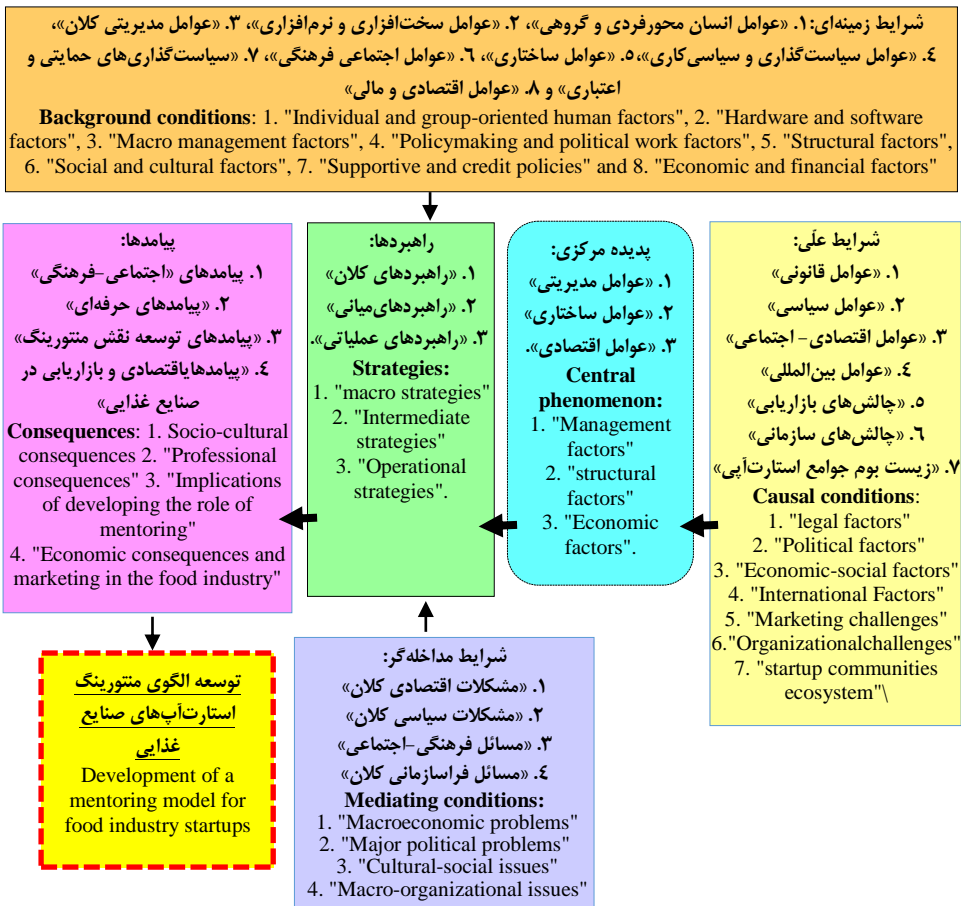 شرایط زمینه‌ای: ۱. «عوامل انسان محورفردی و گروهی»، ۲. «عوامل سخت‌افزاری و نرم‌افزاری»، ۳. «عوامل مدیریتی کلان»،
٤. «عوامل سیاست‌گذاری و سیاسی‌کاری»،٥. «عوامل ساختاری»، ٦. «عوامل اجتماعی فرهنگی»، ۷. «سیاست‌گذاری‌های حمایتی و
اعتباری» و ۸. «عوامل اقتصادی و مالی»
Background conditions: 1. "Individual and group-oriented human factors", 2. "Hardware and software
factors", 3. "Macro management factors", 4. "Policymaking and political work factors", 5. "Structural factors",
6. "Social and cultural factors", 7. "Supportive and credit policies" and 8. "Economic and financial factors"
شرایط علّی:
۱. «عوامل قانونی»
۲. «عوامل سیاسی»
۳. «عوامل اقتصادی- اجتماعی»
٤. «عوامل بین‌المللی»
٥. «چالش‌های بازاریابی»
٦. «چالش‌های سازمانی»
۷. «زیست بوم جوامع استارت‌آپی»
Causal conditions:
1. "legal factors"
2. "Political factors"
3. "Economic-social factors"
4. "International Factors"
5. "Marketing challenges"
6."Organizationalchallenges"
7. "startup communities
ecosystem"\
پدیده مرکزی:
۱. «عوامل مدیریتی»
۲. «عوامل ساختاری»
۳. «عوامل اقتصادی».
Central
phenomenon:
1. "Management
factors"
2. "structural
factors"
3. "Economic
factors".
راهبردها:
۱. «راهبردهای کلان»
۲. «راهبردهای‌میانی»
۳. «راهبردهای عملیاتی».
Strategies:
1. "macro strategies"
2. "Intermediate
strategies"
3. "Operational
strategies".
پیامدها:
۱. پیامدهای «اجتماعی-فرهنگی»
۲. «پیامدهای حرفه‌ای»
۳. «پیامدهای توسعه نقش منتورینگ»
٤. «پیامدهایاقتصادی و بازاریابی در
صنایع غذایی»
Consequences: 1. Socio-cultural
consequences 2. "Professional
consequences" 3. "Implications
of developing the role of
mentoring"
4. "Economic consequences and
marketing in the food industry"
شرایط مداخله‌گر:
۱. «مشکلات اقتصادی کلان»
۲. «مشکلات سیاسی کلان»
۳. «مسائل فرهنگی-اجتماعی»
٤. «مسائل فراسازمانی کلان»
Mediating conditions:
1. "Macroeconomic problems"
2. "Major political problems"
3. "Cultural-social issues"
4. "Macro-organizational issues"
توسعه الگوی منتورینگ
استارت‌آپ‌های صنایع
غذایی
Development of a
mentoring model for
food industry startups